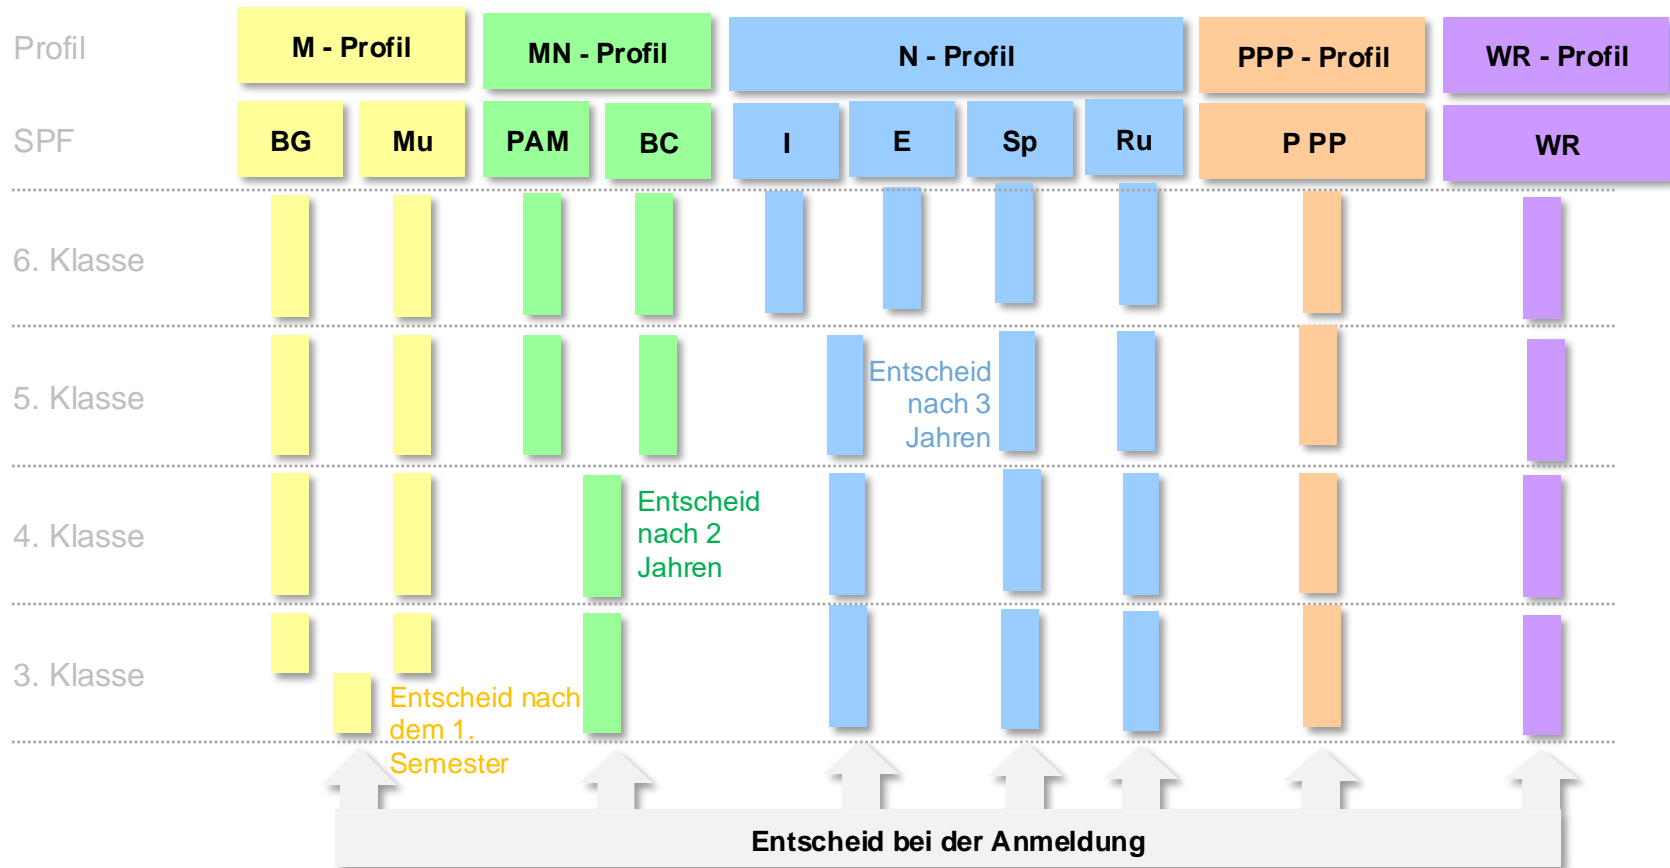 Profil
M - Profil
MN - Profil
N - Profil
PPP - Profil
WR - Profil
SPF
BG
Mu
PAM
BC
I
E
Sp
Ru
P PP
WR
6. Klasse
5. Klasse
Entscheid
nach 3
Jahren
4. Klasse
Entscheid
nach 2
Jahren
3. Klasse
Entscheid nach
dem 1.
Semester
Entscheid bei der Anmeldung